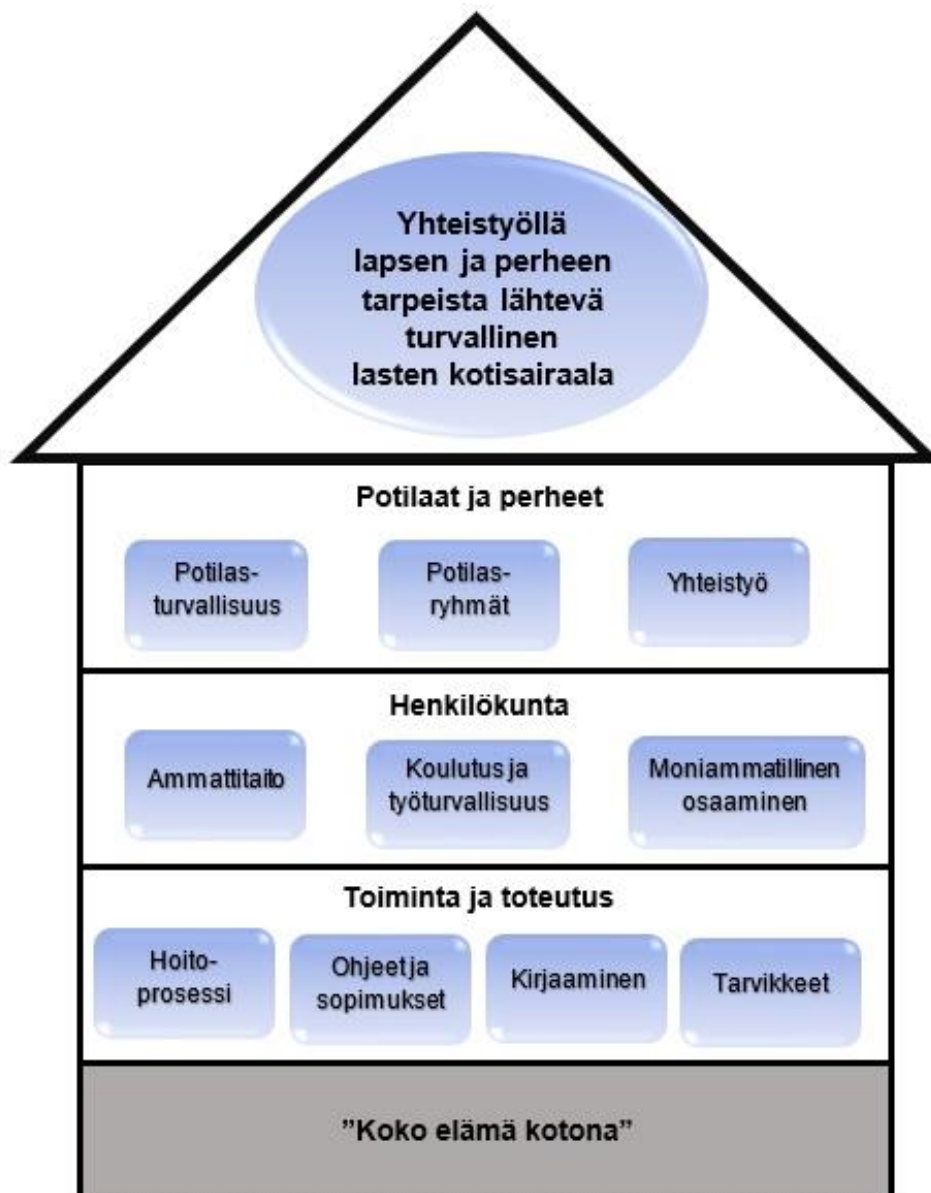 Yhteistyöllä
lapsen ja perheen
tarpeista lähtevä
turvallinen
lasten kotisairaala
Potilaat ja perheet
Potilas-
turvallisuus
Potilas-
ryhmät
Yhteistyö
Henkilökunta
Ammattitaito
Koulutus ja
työturvallisuus
Moniammatillinen
osaaminen
Toiminta ja toteutus
Hoito-
prosessi
Ohjeet ja
sopimukset
Kirjaaminen
Tarvikkeet
”Koko elämä kotona”